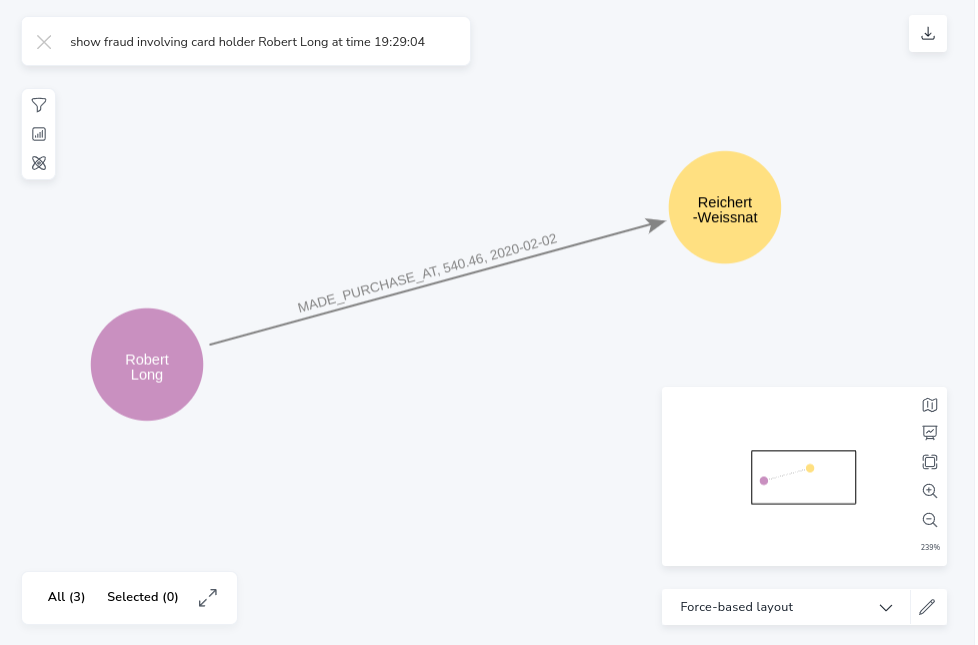 show fraud involving card holder Robert Long at time 19:29:04
Reichert
-Weissnat
MADE_PURCHASE_AT, 540.46, 2020-02-02
Robert
Long
239%
All (3) Selected (0)
Force-based layout